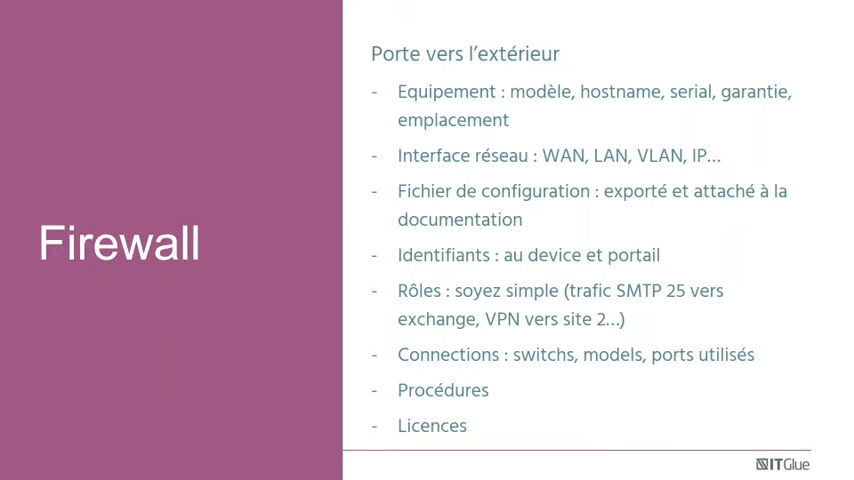 Firewall
Porte vers l'extérieur
- Equipement : modèle, hostname, serial, garantie,
emplacement
- Interface réseau : WAN, LAN, VLAN, IP...
- Fichier de configuration : exporté et attaché à la
documentation
- Identifiants : au device et portail
- Rôles : soyez simple (trafic SMTP 25 vers
exchange, VPN vers site 2...)
- Connections : switchs, models, ports utilisés
- Procédures
- Licences
ITGlue